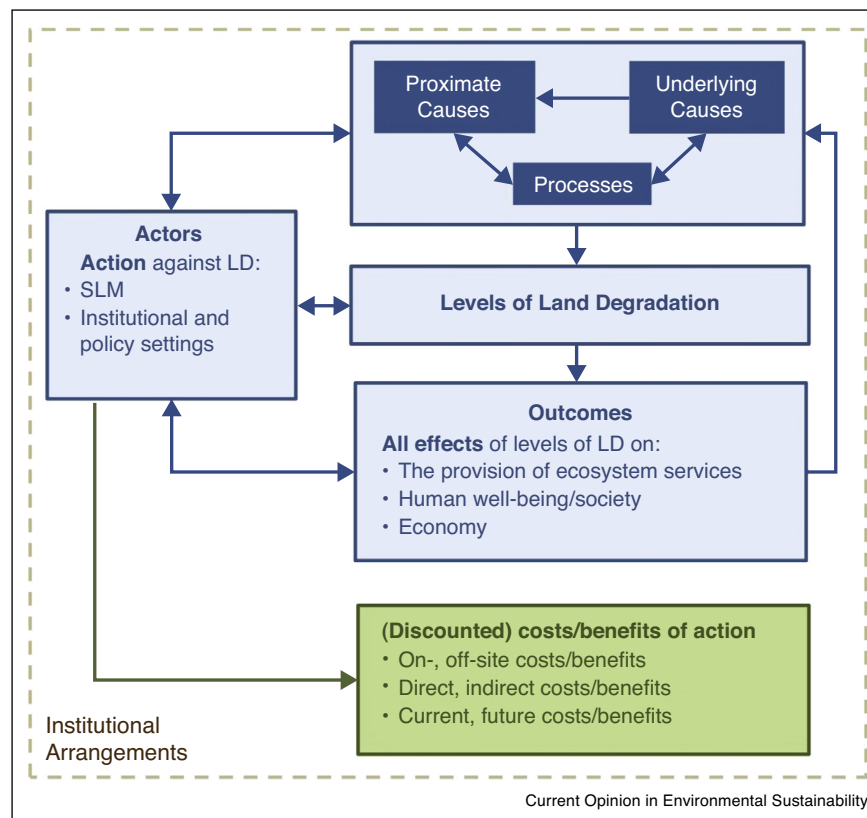 Proximate
Causes
Underlying
Causes
Processes
Actors
Action against LD:
• SLM
• Institutional and
policy settings
Levels of Land Degradation
Outcomes
All effects of levels of LD on:
• The provision of ecosystem services
• Human well-being/society
• Economy
(Discounted) costs/benefits of action
• On-, off-site costs/benefits
• Direct, indirect costs/benefits
• Current, future costs/benefits
Institutional
Arrangements
Current Opinion in Environmental Sustainability